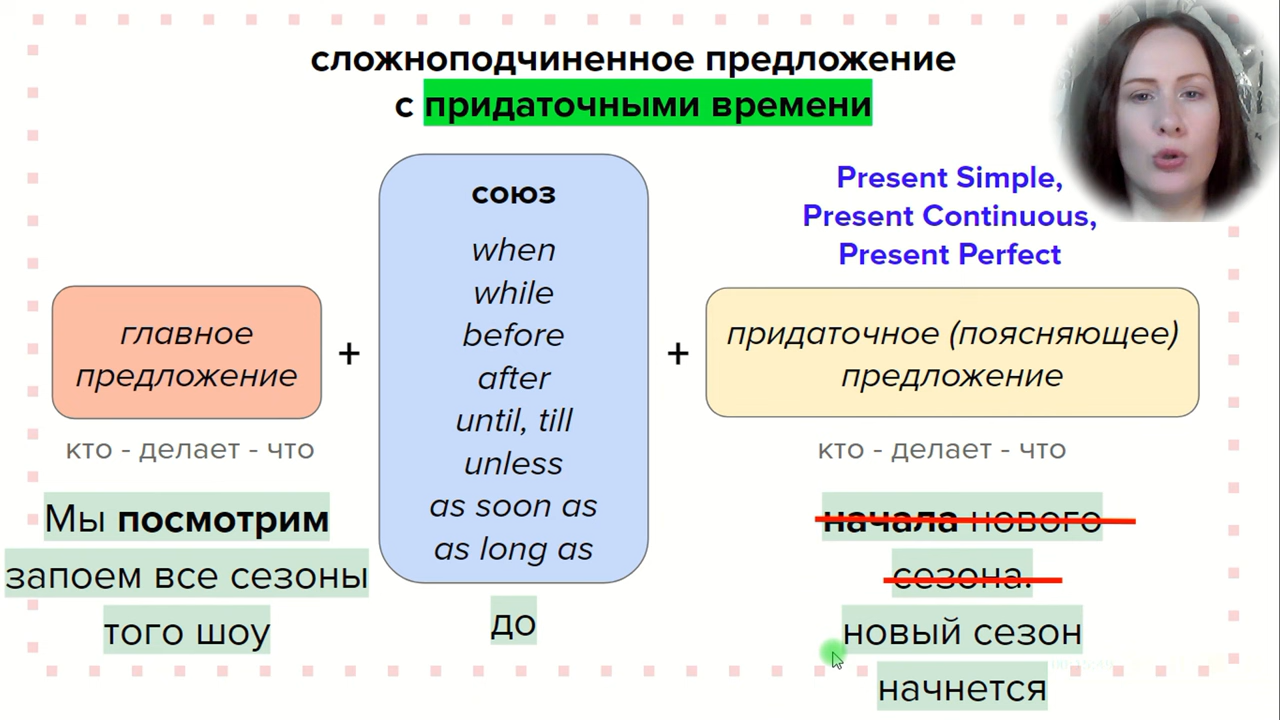 сложноподчиненное предложение
с придаточными времени
союз
when
while
before
after
until, till
unless
as soon as
as long as
Present Simple,
Present Continuous,
Present Perfect
главное
предложение
+
+
придаточное (поясняющее)
предложение
кто - делает - что
кто - делает - что
Мы посмотрим
запоем все сезоны
того шоу
до
начала нового
сезона.
новый сезон
начнется